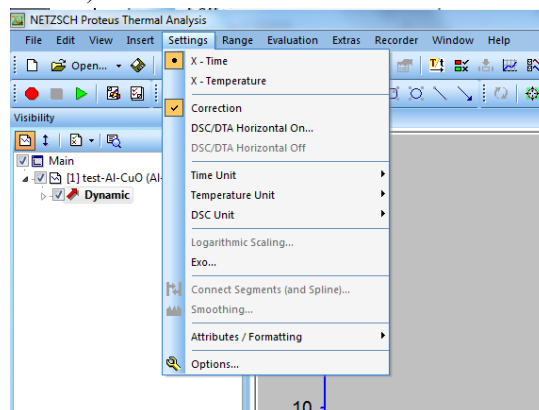 NETZSCH Proteus Thermal Analysis
File Edit View Insert Settings Range Evaluation Extras Recorder Window Help
Open...
X - Time
X - Temperature
Correction
DSC/DTA Horizontal On...
DSC/DTA Horizontal Off
Time Unit
Temperature Unit
DSC Unit
Logarithmic Scaling...
Exo...
Connect Segments (and Spline)...
Smoothing...
Attributes / Formatting
Options...
Visibility
Main
[1] test-Al-CuO (Al-
Dynamic
10